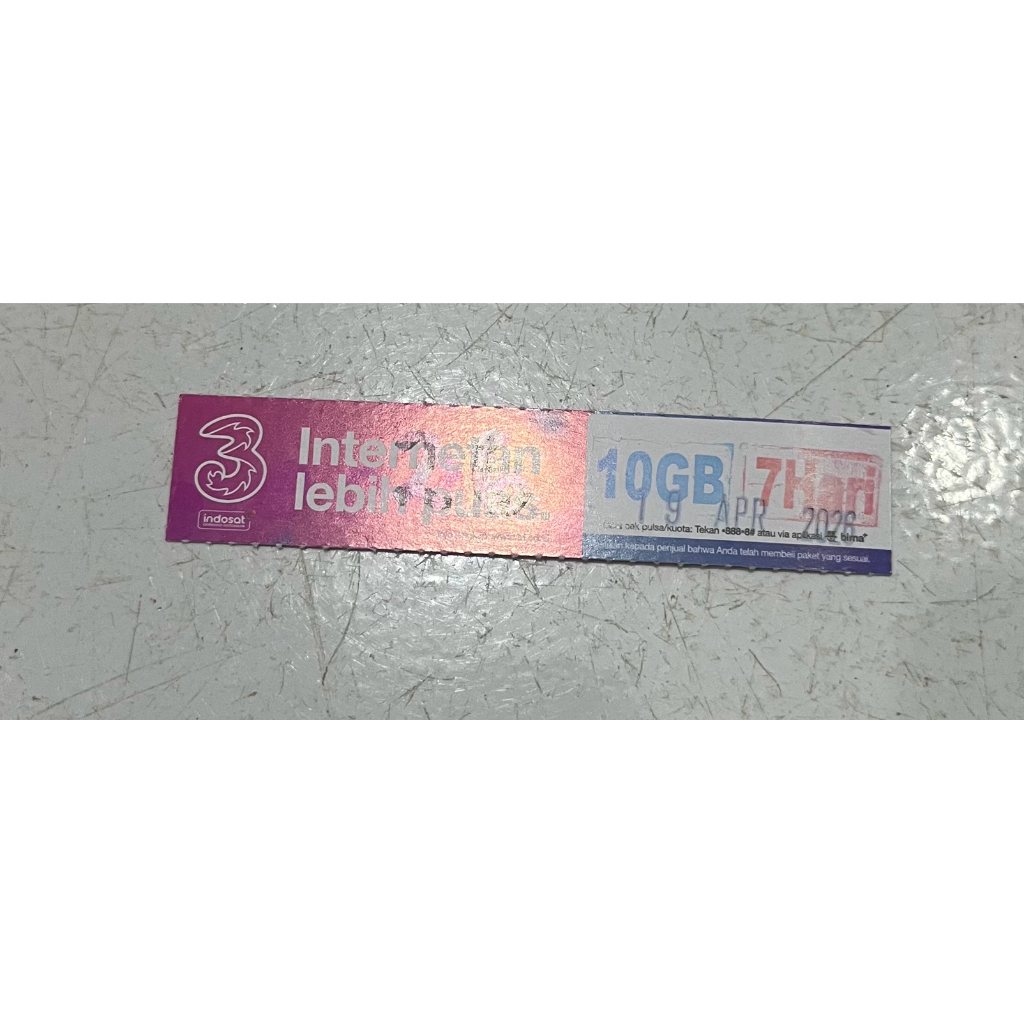 3
indosat
Internetan
lebih puas
10GB
7Hari
19 APR 2026
cek pulsa/kuota: Tekan *888*8# atau via aplikasi bima+
kepada penjual bahwa Anda telah membeli paket yang sesuai.